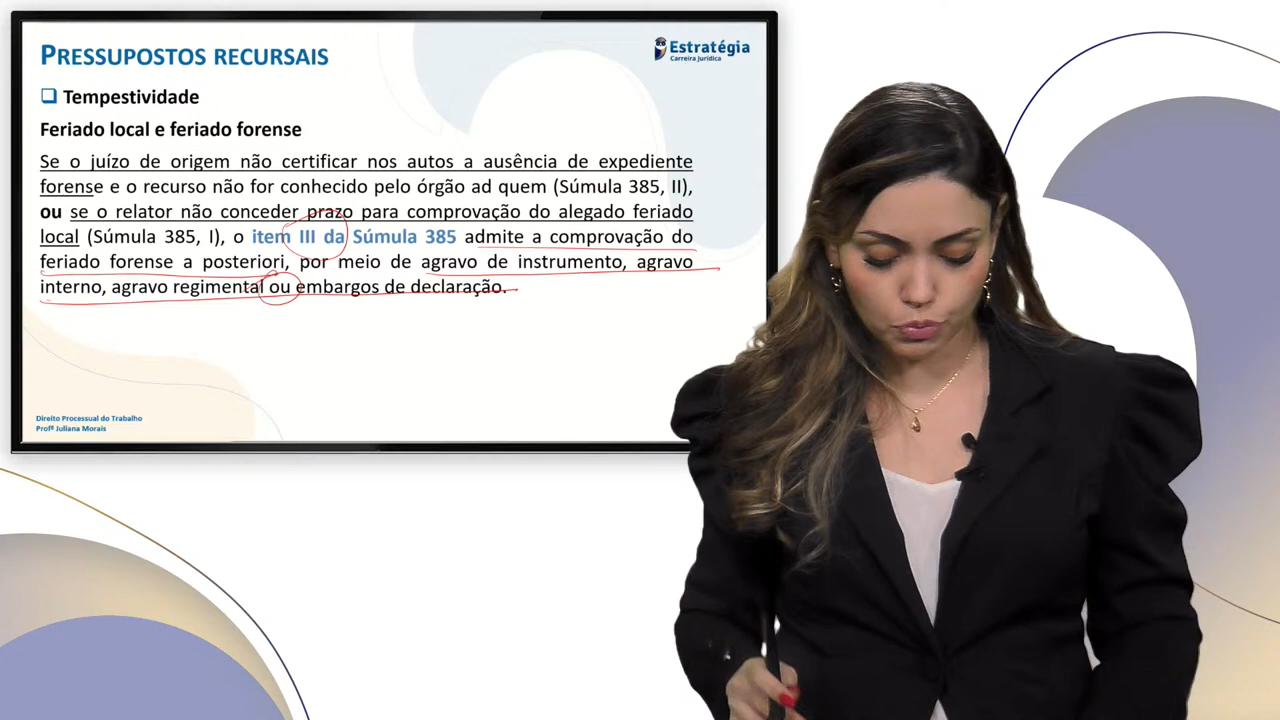 PRESSUPOSTOS RECURSAIS
Estratégia
Carreira Jurídica
❑ Tempestividade
Feriado local e feriado forense
Se o juízo de origem não certificar nos autos a ausência de expediente
forense e o recurso não for conhecido pelo órgão ad quem (Súmula 385, II),
ou se o relator não conceder prazo para comprovação do alegado feriado
local (Súmula 385, I), o item III da Súmula 385 admite a comprovação do
feriado forense a posteriori, por meio de agravo de instrumento, agravo
interno, agravo regimental ou embargos de declaração.
Direito Processual do Trabalho
Profª Juliana Morais